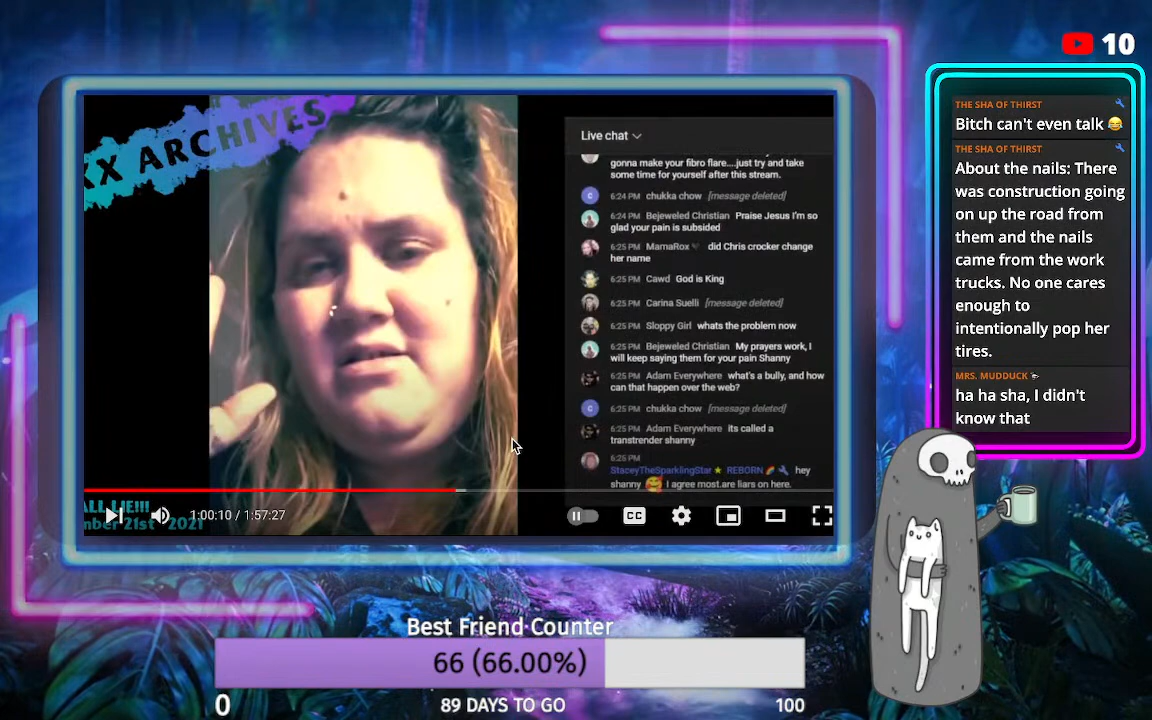 10
XX ARCHIVES
Live chat
gonna make your fibro flare....just try and take
some time for yourself after this stream.
6:24 PM chukka chow [message deleted]
6:24 PM Bejeweled Christian Praise Jesus I'm so
glad your pain is subsided
6:25 PM MamaRox did Chris crocker change
her name
6:25 PM Cawd God is King
6:25 PM Carina Suelli [message deleted]
6:25 PM Sloppy Girl whats the problem now
6:25 PM Bejeweled Christian My prayers work, I
will keep saying them for your pain Shanny
6:25 PM Adam Everywhere what's a bully, and how
can that happen over the web?
6:25 PM chukka chow [message deleted]
6:25 PM Adam Everywhere its called a
transtrender shanny
6:25 PM
StaceyTheSparklingStar ⭐ REBORN 🌈 🔧 hey
shanny 🥰 I agree most.are liars on here.
ALL LIE!!!
mber 21st 2021
1:00:10 / 1:57:27
CC
THE SHA OF THIRST
Bitch can't even talk 😂
THE SHA OF THIRST
About the nails: There
was construction going
on up the road from
them and the nails
came from the work
trucks. No one cares
enough to
intentionally pop her
tires.
MRS. MUDDUCK
ha ha sha, I didn't
know that
Best Friend Counter
66 (66.00%)
0 89 DAYS TO GO 100